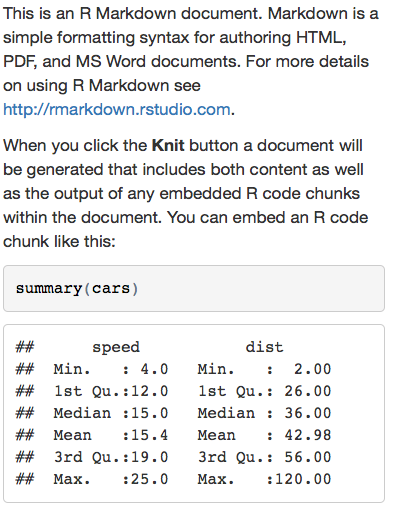 This is an R Markdown document. Markdown is a
simple formatting syntax for authoring HTML,
PDF, and MS Word documents. For more details
on using R Markdown see
http://rmarkdown.rstudio.com.
When you click the Knit button a document will
be generated that includes both content as well
as the output of any embedded R code chunks
within the document. You can embed an R code
chunk like this:
summary(cars)
##      speed           dist
##  Min.   : 4.0   Min.   :  2.00
##  1st Qu.:12.0   1st Qu.: 26.00
##  Median :15.0   Median : 36.00
##  Mean   :15.4   Mean   : 42.98
##  3rd Qu.:19.0   3rd Qu.: 56.00
##  Max.   :25.0   Max.   :120.00